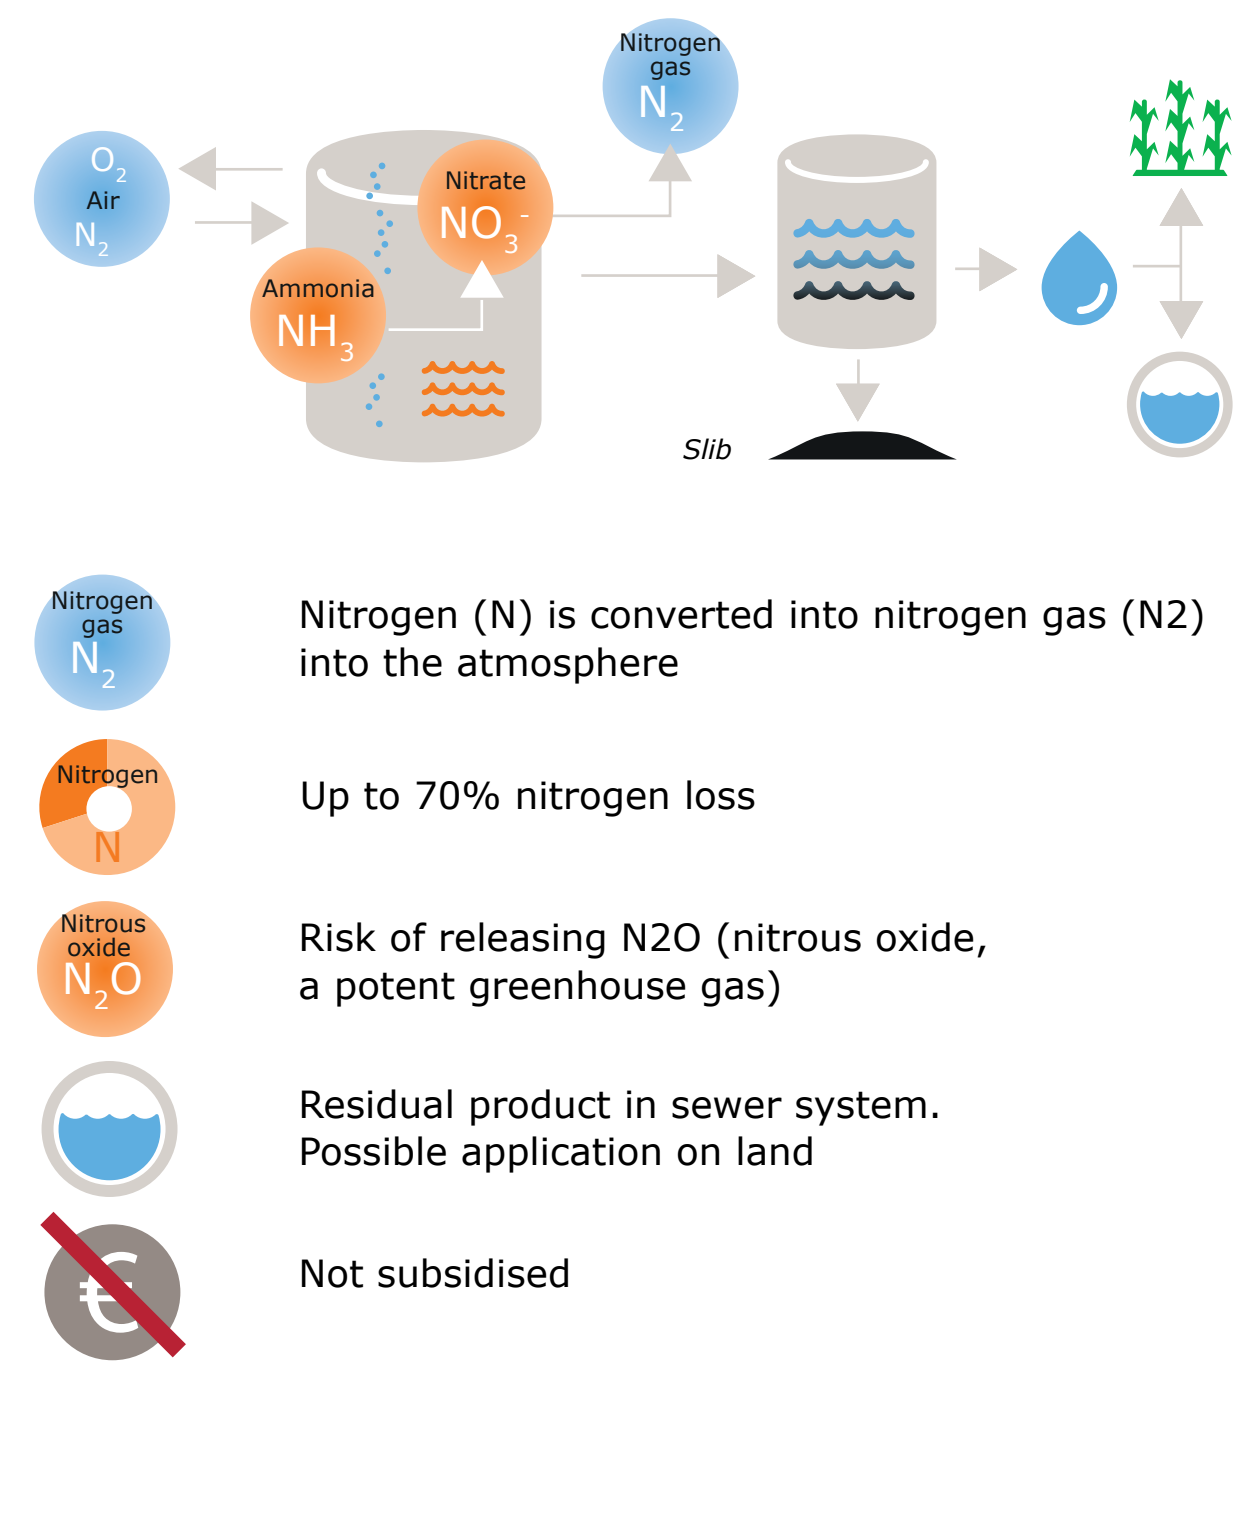 Nitrogen
gas
N₂
O₂
Air
N₂
Nitrate
NO₃⁻
Ammonia
NH₃
Slib
Nitrogen
gas
N₂
Nitrogen (N) is converted into nitrogen gas (N2)
into the atmosphere
Nitrogen
N
Up to 70% nitrogen loss
Nitrous
oxide
N₂O
Risk of releasing N2O (nitrous oxide,
a potent greenhouse gas)
Residual product in sewer system.
Possible application on land
€
Not subsidised